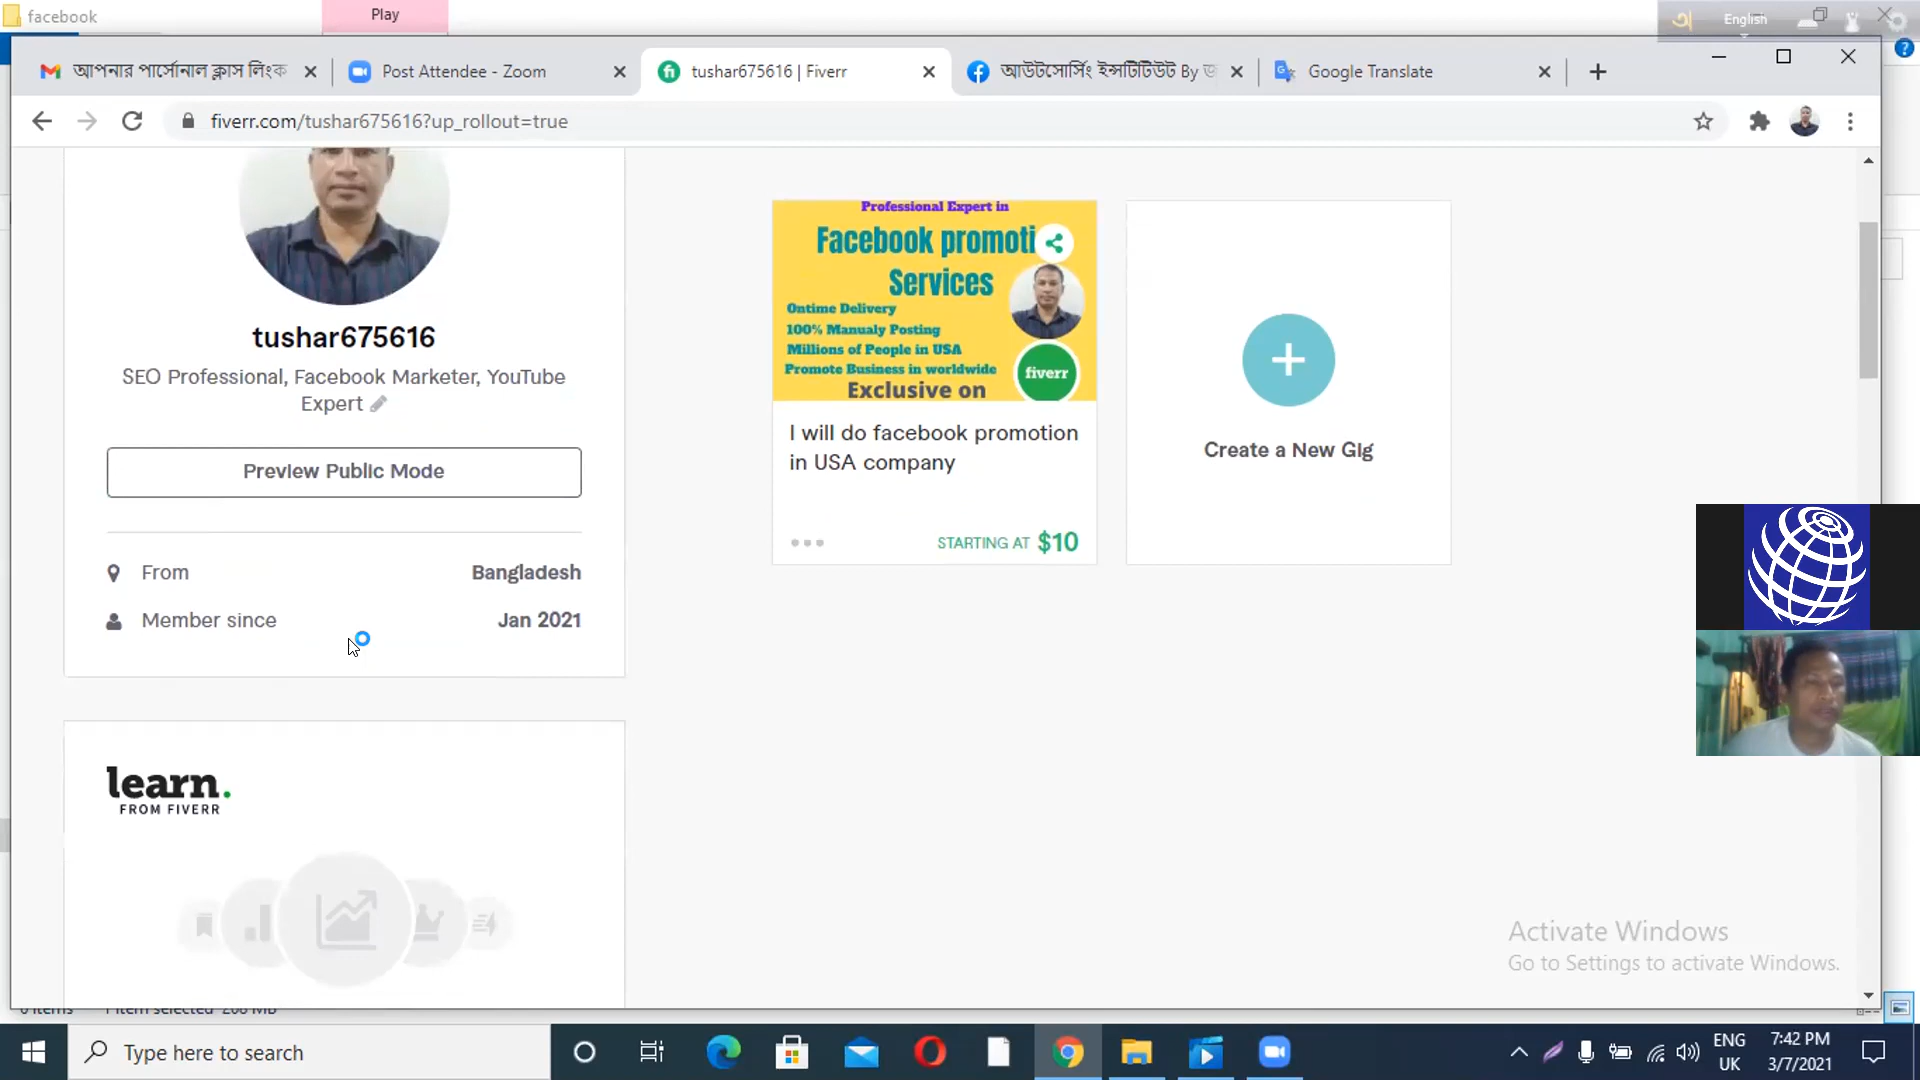 facebook
Play
English
আপনার পার্সোনাল ক্লাস লিংক
Post Attendee - Zoom
tushar675616 | Fiverr
আউটসোর্সিং ইন্সটিটিউট By
Google Translate
fiverr.com/tushar675616?up_rollout=true
tushar675616
SEO Professional, Facebook Marketer, YouTube
Expert
Preview Public Mode
From
Bangladesh
Member since
Jan 2021
learn.
FROM FIVERR
Professional Expert in
Facebook promoti
Services
Ontime Delivery
100% Manualy Posting
Millions of People in USA
Promote Business in worldwide
Exclusive on
fiverr
I will do facebook promotion
in USA company
STARTING AT $10
Create a New Gig
Activate Windows
Go to Settings to activate Windows.
Type here to search
ENG
UK
7:42 PM
3/7/2021